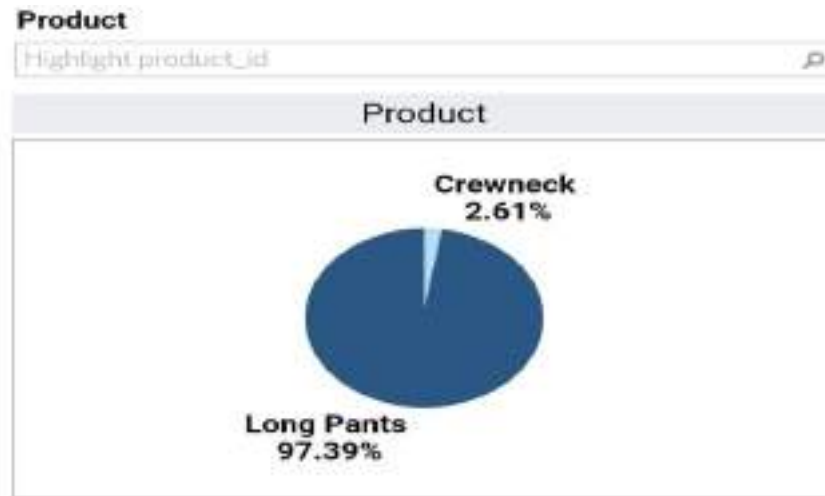 Product
Highlight product_id
Product
Crewneck
2.61%
Long Pants
97.39%